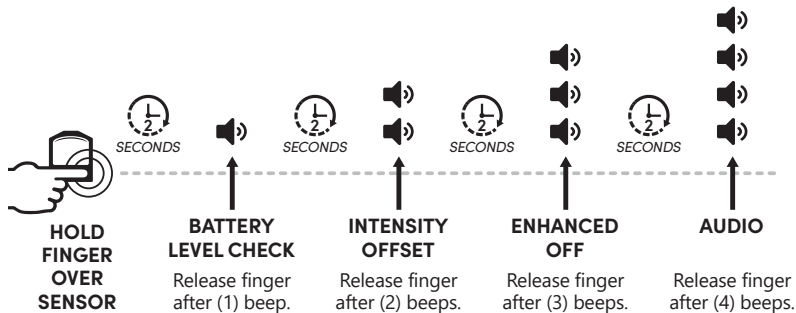 2
SECONDS
2
SECONDS
2
SECONDS
2
SECONDS
HOLD
FINGER
OVER
SENSOR
BATTERY
LEVEL CHECK
Release finger
after (1) beep.
INTENSITY
OFFSET
Release finger
after (2) beeps.
ENHANCED
OFF
Release finger
after (3) beeps.
AUDIO
Release finger
after (4) beeps.